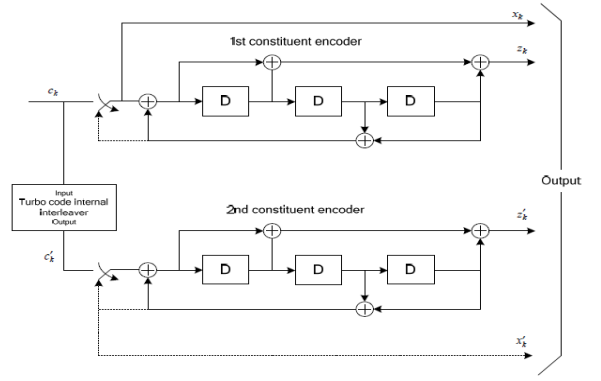 x_k
1st constituent encoder
z_k
c_k
D D D
Input
Turbo code internal
interleaver
Output
Output
2nd constituent encoder
z'_k
c'_k
D D D
x'_k